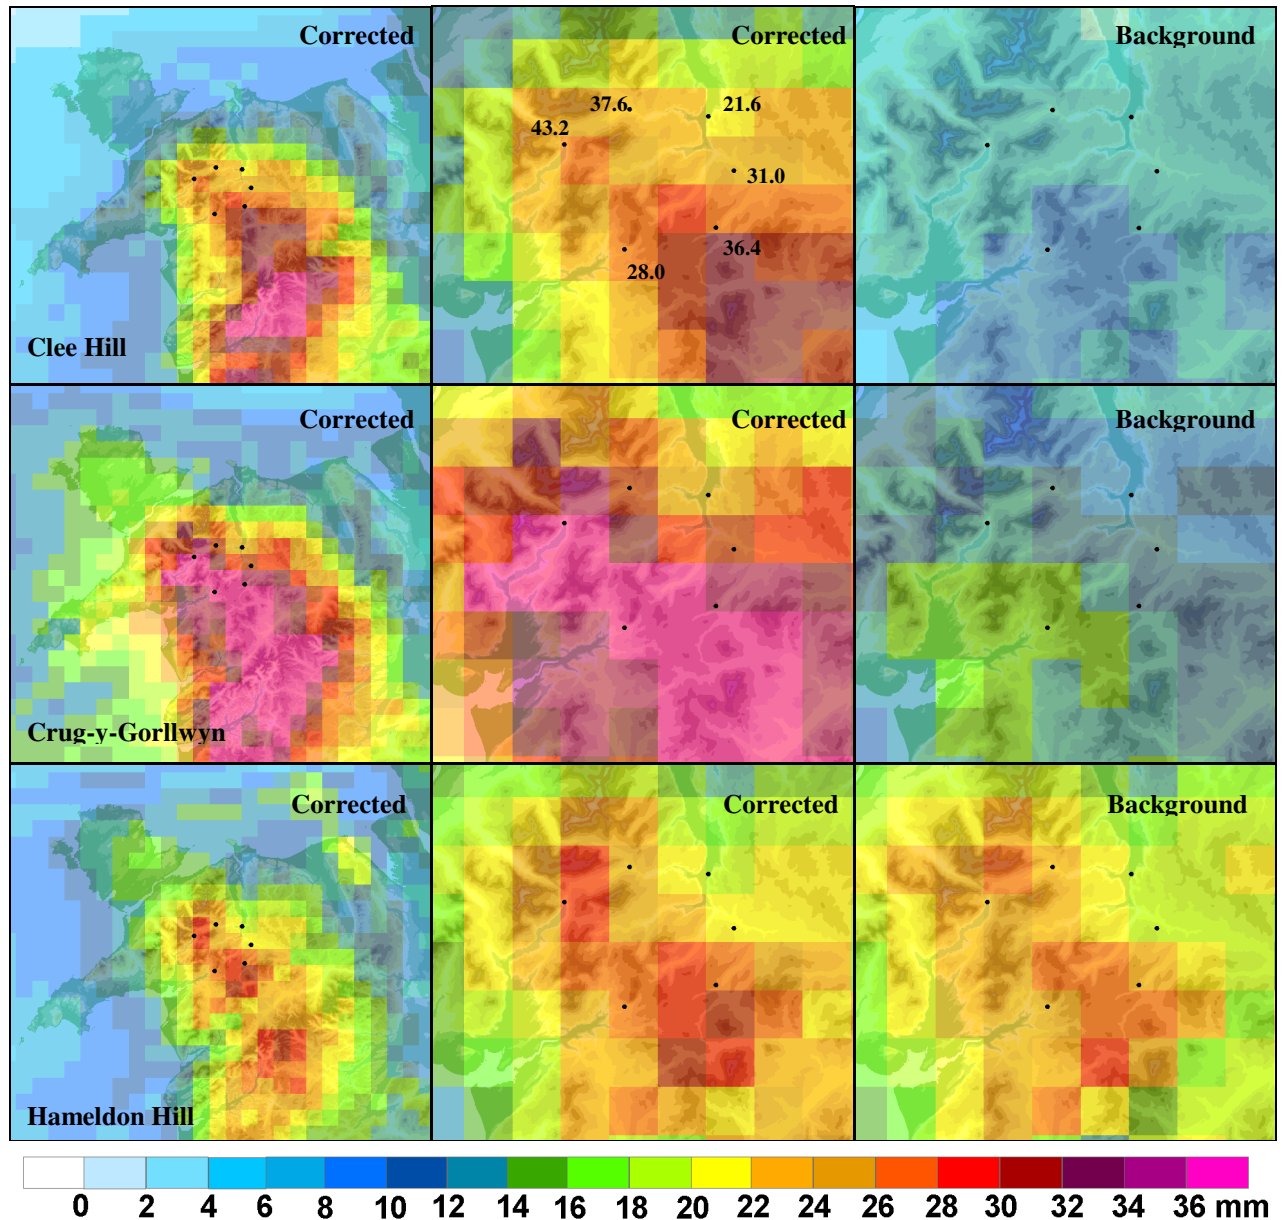 Corrected
Corrected
Background
37.6
21.6
43.2
31.0
36.4
28.0
Clee Hill
Corrected
Corrected
Background
Crug-y-Gorllwyn
Corrected
Corrected
Background
Hameldon Hill
0 2 4 6 8 10 12 14 16 18 20 22 24 26 28 30 32 34 36 mm